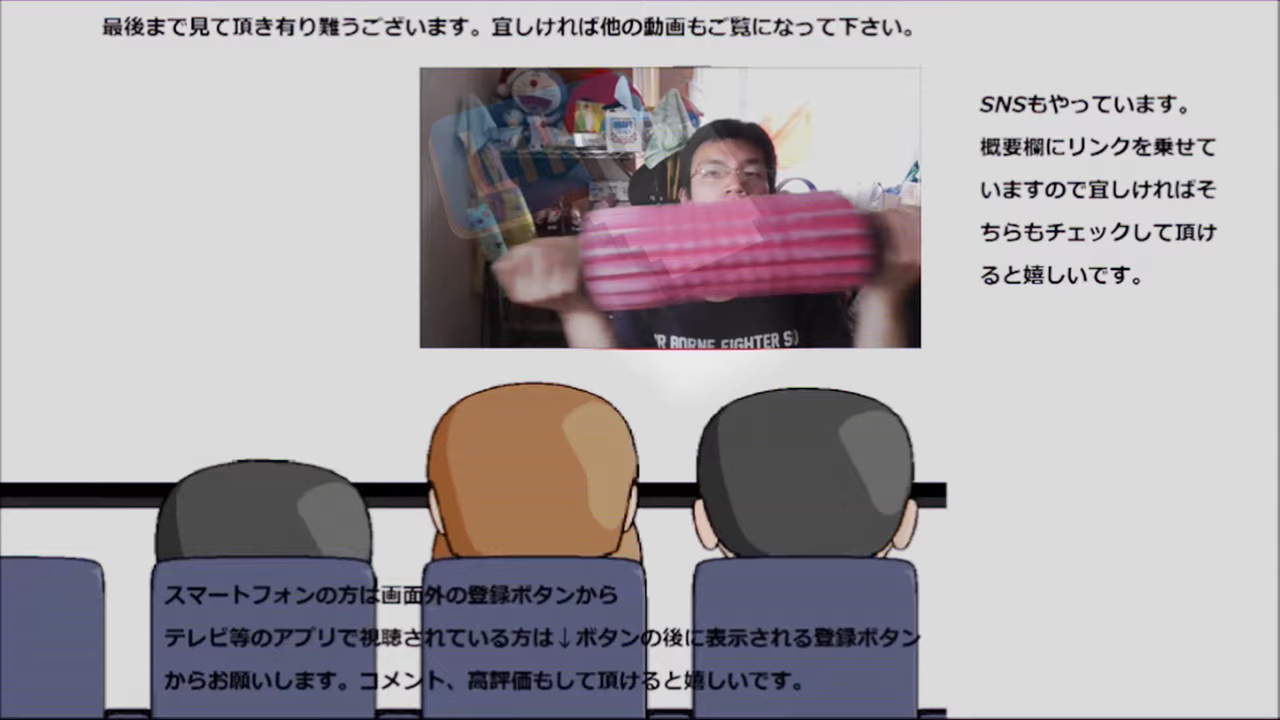 最後まで見て頂き有り難うございます。宜しければ他の動画もご覧になって下さい。
SNSもやっています。
概要欄にリンクを乗せて
いますので宜しければそ
ちらもチェックして頂け
ると嬉しいです。
BORNE FIGHTER
スマートフォンの方は画面外の登録ボタンから
テレビ等のアプリで視聴されている方は↓ボタンの後に表示される登録ボタン
からお願いします。コメント、高評価もして頂けると嬉しいです。